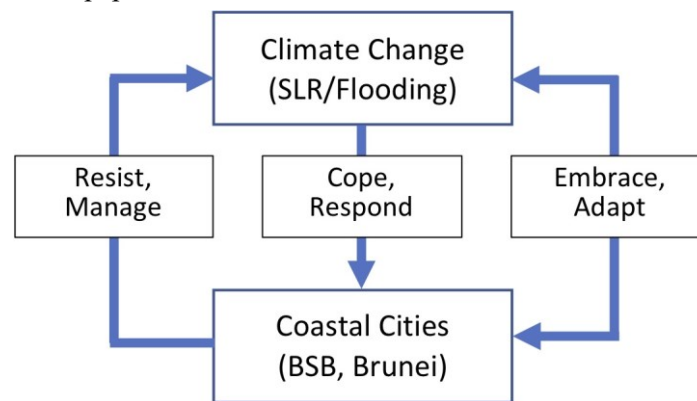 Climate Change
(SLR/Flooding)
Resist,
Manage
Cope,
Respond
Embrace,
Adapt
Coastal Cities
(BSB, Brunei)